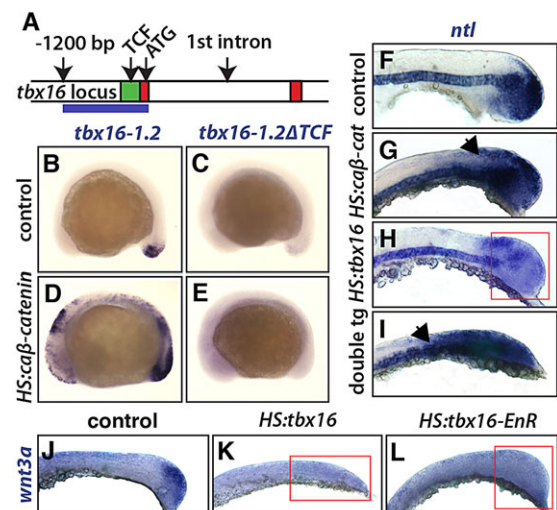 A
-1200 bp
TCF
ATG
1st intron
tbx16 locus
tbx16-1.2
tbx16-1.2ΔTCF
control
B
C
HS:caβ-catenin
D
E
ntl
control
F
HS:caβ-cat
G
HS:tbx16
H
double tg
I
control
HS:tbx16
HS:tbx16-EnR
wnt3a
J
K
L